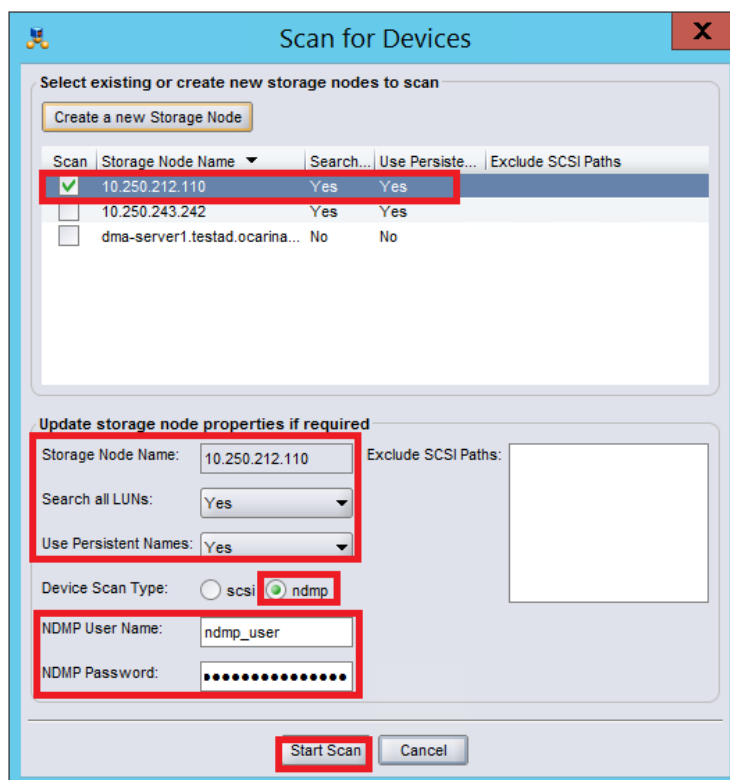 Scan for Devices
X
Select existing or create new storage nodes to scan
Create a new Storage Node
Scan Storage Node Name Search... Use Persiste... Exclude SCSI Paths
10.250.212.110 Yes Yes
10.250.243.242 Yes Yes
dma-server1.testad.ocarina... No No
Update storage node properties if required
Storage Node Name: 10.250.212.110 Exclude SCSI Paths:
Search all LUNs: Yes
Use Persistent Names: Yes
Device Scan Type: scsi ndmp
NDMP User Name: ndmp_user
NDMP Password: ●●●●●●●●●●●●●●●
Start Scan Cancel